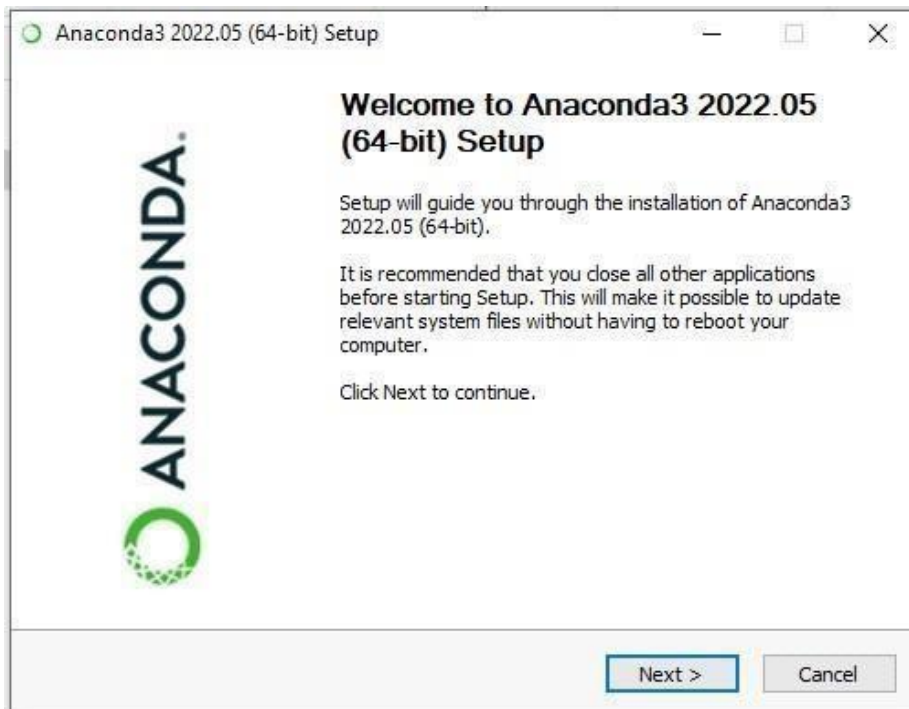 Anaconda3 2022.05 (64-bit) Setup
Welcome to Anaconda3 2022.05
(64-bit) Setup
Setup will guide you through the installation of Anaconda3
2022.05 (64-bit).
It is recommended that you close all other applications
before starting Setup. This will make it possible to update
relevant system files without having to reboot your
computer.
Click Next to continue.
ANACONDA.
Next >
Cancel